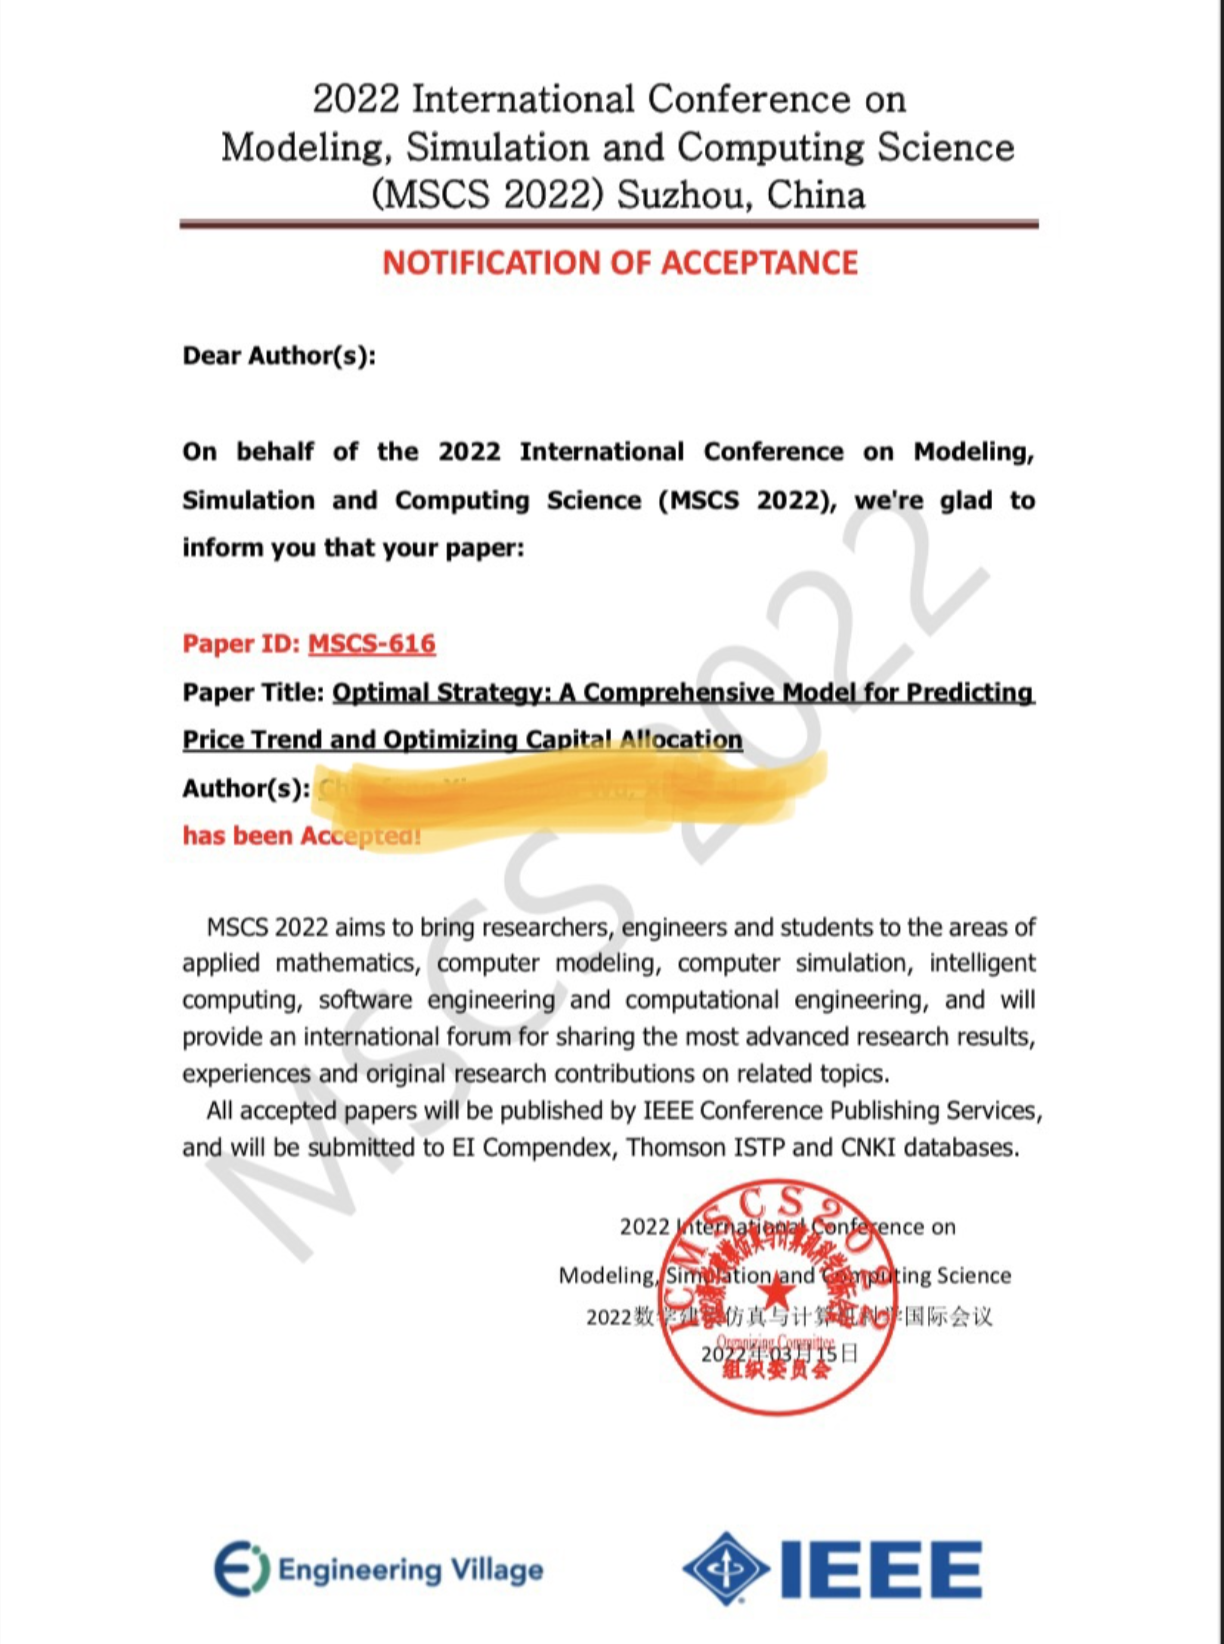 2022 International Conference on
Modeling, Simulation and Computing Science
(MSCS 2022) Suzhou, China
NOTIFICATION OF ACCEPTANCE
Dear Author(s):
On behalf of the 2022 International Conference on Modeling,
Simulation and Computing Science (MSCS 2022), we're glad to
inform you that your paper:
Paper ID: MSCS-616
Paper Title: Optimal Strategy: A Comprehensive Model for Predicting
Price Trend and Optimizing Capital Allocation
Author(s):
has been Accepted!
MSCS 2022
MSCS 2022 aims to bring researchers, engineers and students to the areas of
applied mathematics, computer modeling, computer simulation, intelligent
computing, software engineering and computational engineering, and will
provide an international forum for sharing the most advanced research results,
experiences and original research contributions on related topics.
All accepted papers will be published by IEEE Conference Publishing Services,
and will be submitted to EI Compendex, Thomson ISTP and CNKI databases.
2022 International Conference on
Modeling, Simulation and Computing Science
2022数学建模仿真与计算机科学国际会议
2022年03月15日
ICMSCS2022
Organizing Committee
组织委员会
Engineering Village
IEEE